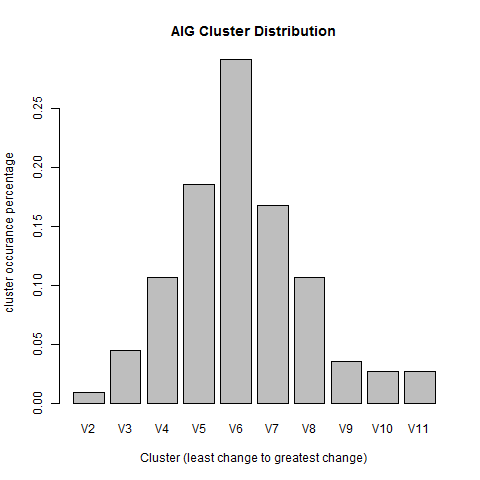 AIG Cluster Distribution
cluster occurance percentage
0.25
0.20
0.15
0.10
0.05
0.00
V2 V3 V4 V5 V6 V7 V8 V9 V10 V11
Cluster (least change to greatest change)